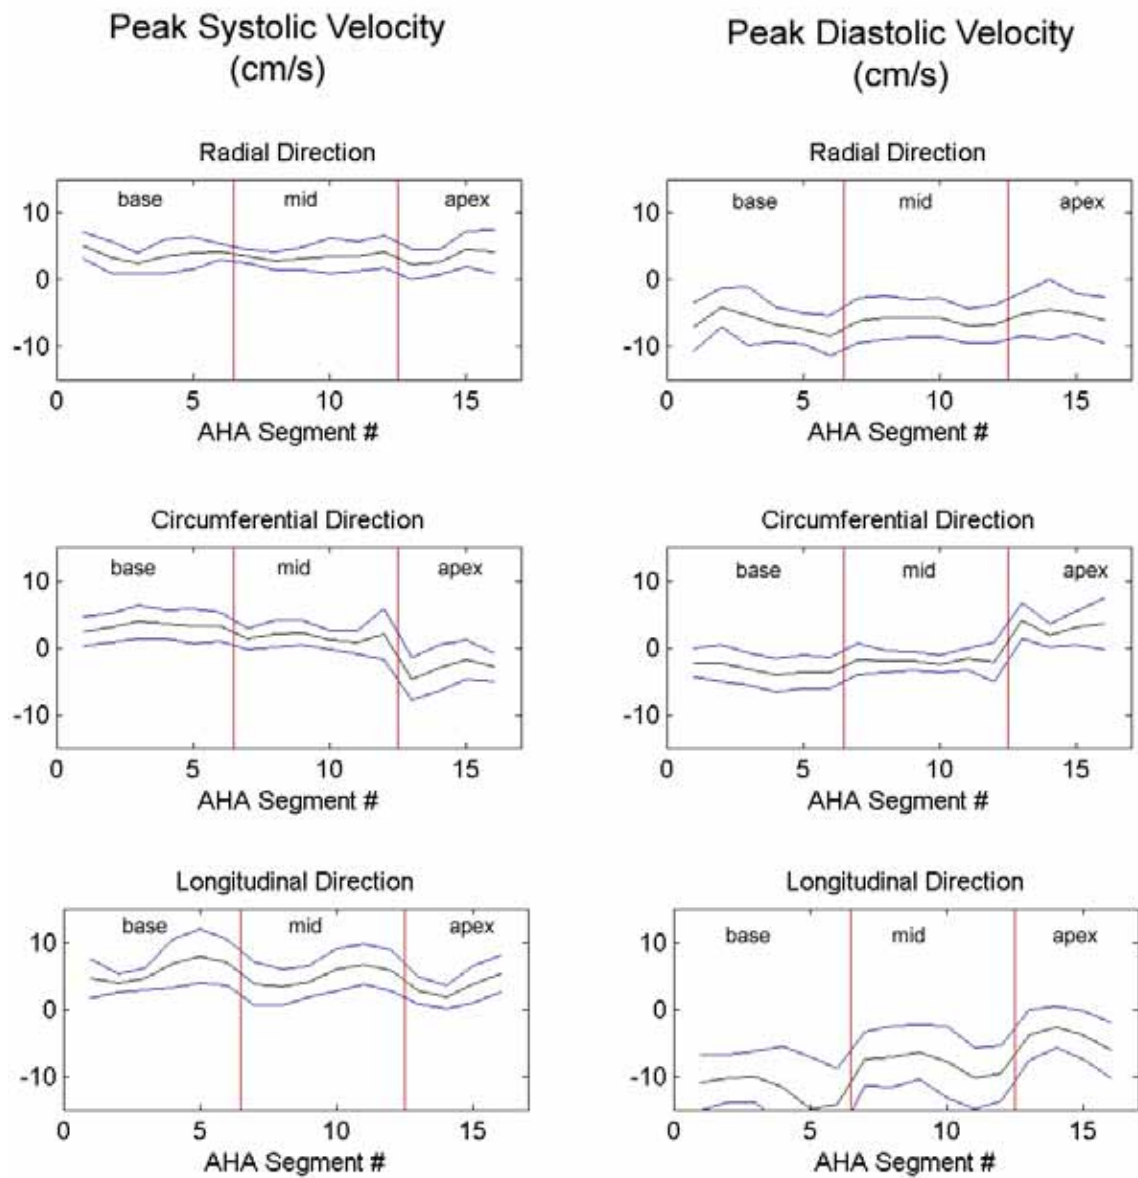 Peak Systolic Velocity
(cm/s)
Peak Diastolic Velocity
(cm/s)
Radial Direction
base
mid
apex
10
0
-10
0
5
10
15
AHA Segment #
Radial Direction
base
mid
apex
10
0
-10
0
5
10
15
AHA Segment #
Circumferential Direction
base
mid
apex
10
0
-10
0
5
10
15
AHA Segment #
Circumferential Direction
base
mid
apex
10
0
-10
0
5
10
15
AHA Segment #
Longitudinal Direction
base
mid
apex
10
0
-10
0
5
10
15
AHA Segment #
Longitudinal Direction
base
mid
apex
10
0
-10
0
5
10
15
AHA Segment #